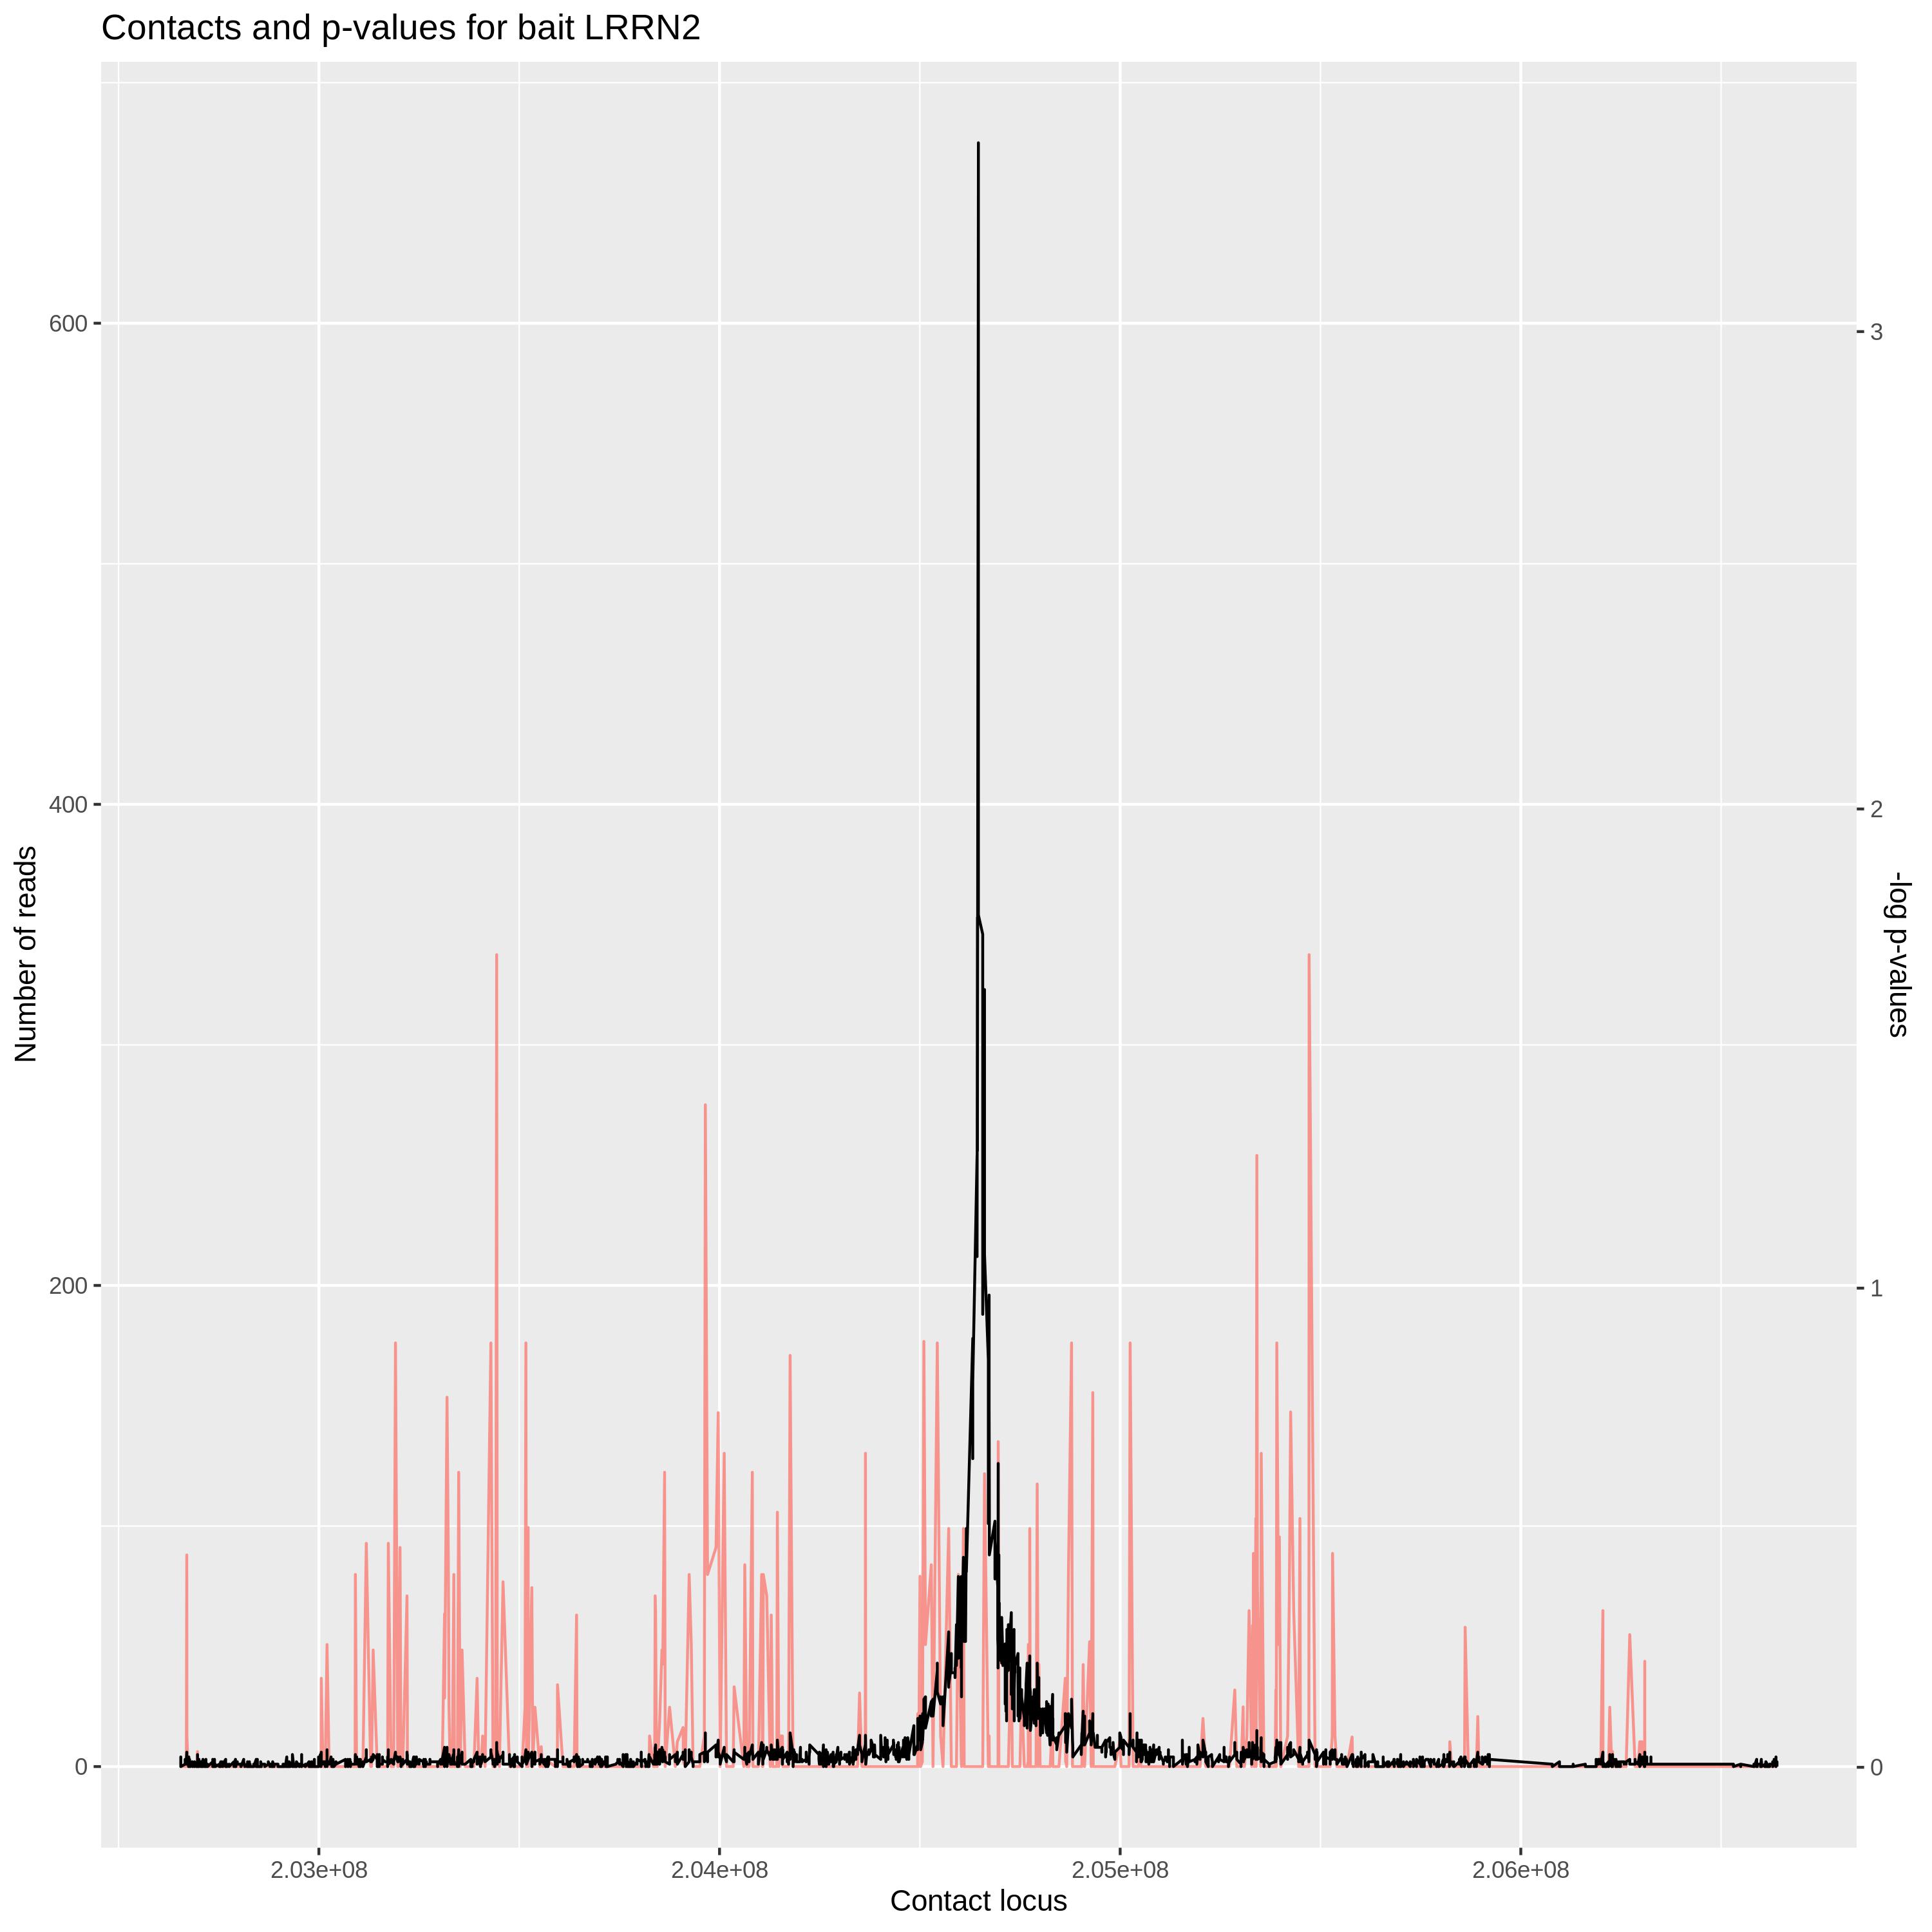 Contacts and p-values for bait LRRN2
Number of reads
600
400
200
0
3
2
1
0
-log p-values
2.03e+08
2.04e+08
2.05e+08
2.06e+08
Contact locus